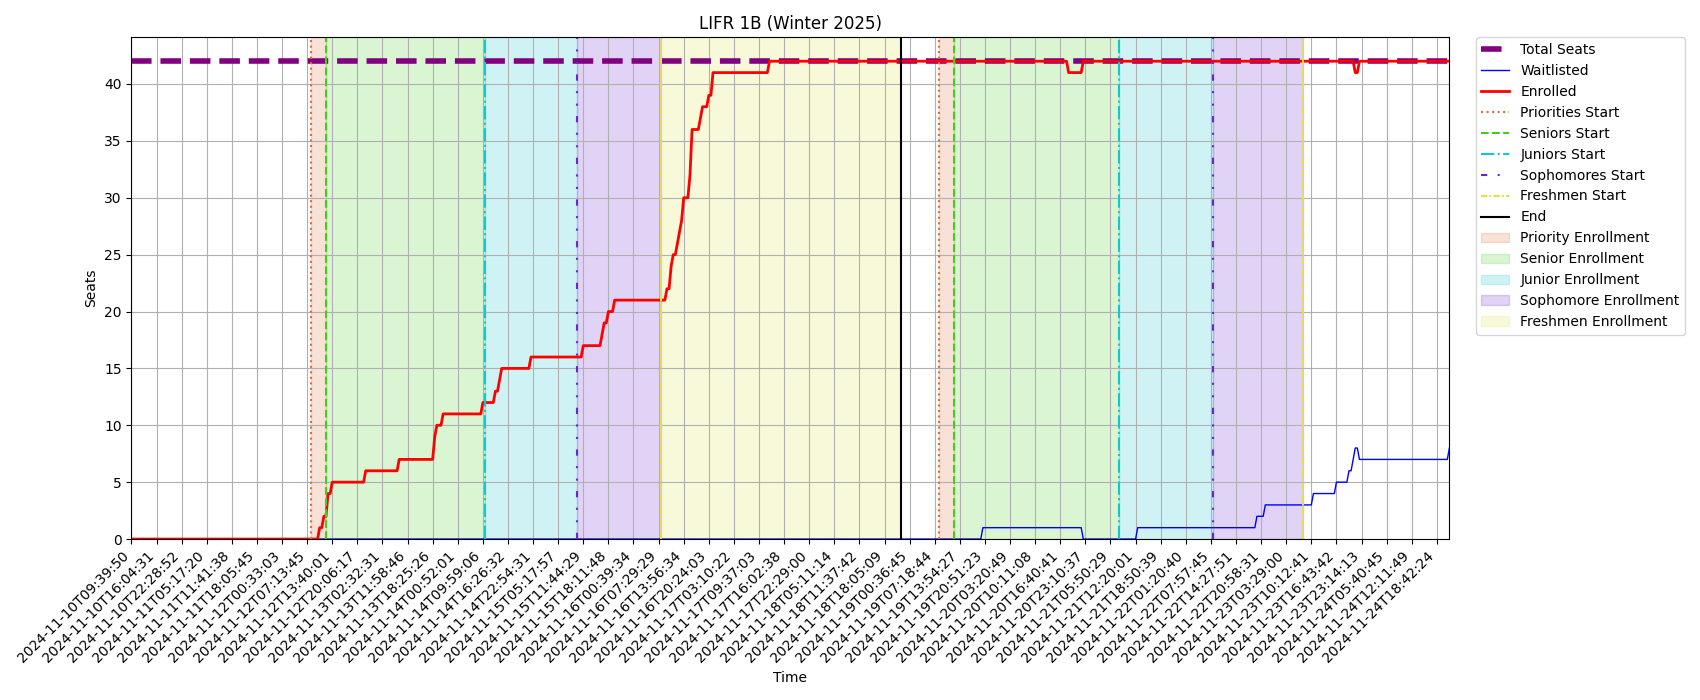 LIFR 1B (Winter 2025)
Total Seats
Waitlisted
Enrolled
Priorities Start
Seniors Start
Juniors Start
Sophomores Start
Freshmen Start
End
Priority Enrollment
Senior Enrollment
Junior Enrollment
Sophomore Enrollment
Freshmen Enrollment
Seats
40
35
30
25
20
15
10
5
0
2024-11-10T09:39:50
2024-11-10T16:04:31
2024-11-10T22:28:52
2024-11-11T05:17:20
2024-11-11T11:41:38
2024-11-11T18:05:45
2024-11-12T00:33:03
2024-11-12T07:13:45
2024-11-12T13:40:01
2024-11-12T20:06:17
2024-11-13T02:32:31
2024-11-13T11:58:46
2024-11-13T18:25:26
2024-11-14T00:52:01
2024-11-14T09:59:06
2024-11-14T16:26:32
2024-11-14T22:54:31
2024-11-15T05:17:57
2024-11-15T11:44:29
2024-11-15T18:11:48
2024-11-16T00:39:34
2024-11-16T07:29:29
2024-11-16T13:56:34
2024-11-16T20:24:03
2024-11-17T03:10:22
2024-11-17T09:37:03
2024-11-17T16:02:38
2024-11-17T22:29:00
2024-11-18T05:11:14
2024-11-18T11:37:42
2024-11-18T18:05:09
2024-11-19T00:36:45
2024-11-19T07:18:44
2024-11-19T13:54:27
2024-11-19T20:51:23
2024-11-20T03:20:49
2024-11-20T10:11:08
2024-11-20T16:40:41
2024-11-20T23:10:37
2024-11-21T05:50:29
2024-11-21T12:20:01
2024-11-21T18:50:39
2024-11-22T01:20:40
2024-11-22T07:57:45
2024-11-22T14:27:51
2024-11-22T20:58:31
2024-11-23T03:29:00
2024-11-23T10:12:41
2024-11-23T16:43:42
2024-11-23T23:14:13
2024-11-24T05:40:45
2024-11-24T12:11:49
2024-11-24T18:42:24
Time